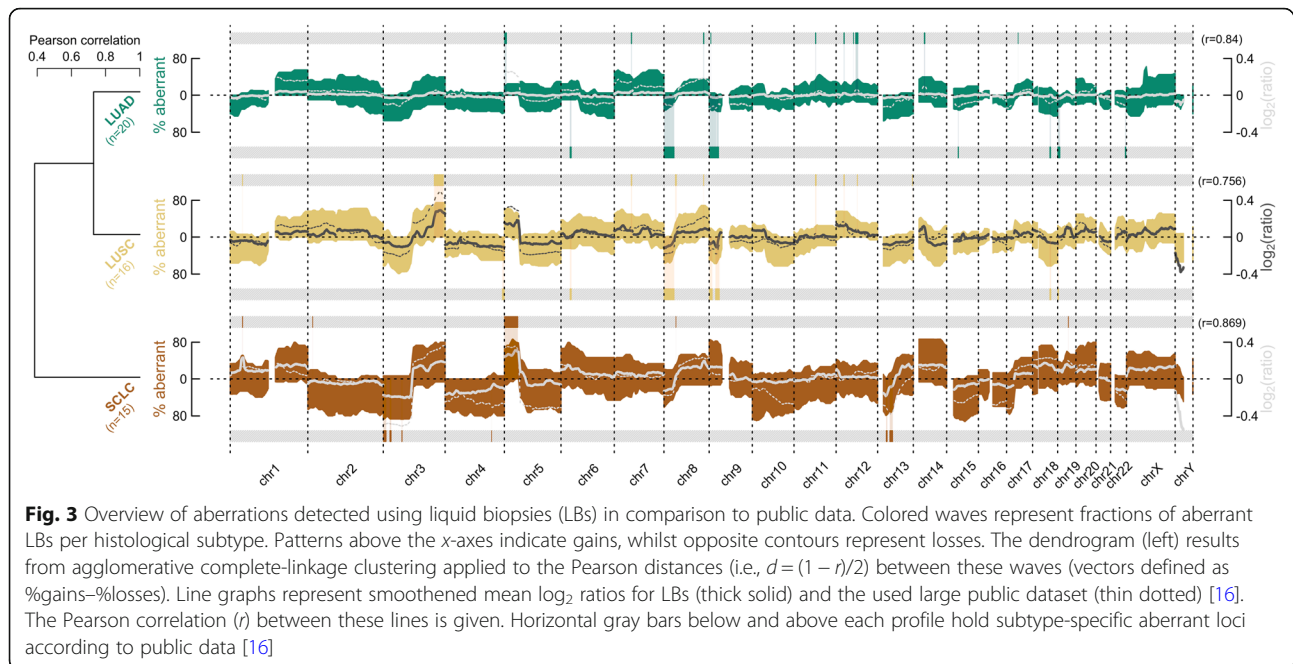 Pearson correlation
0.4 0.6 0.8 1
LUAD
(n=20)
LUSC
(n=16)
SCLC
(n=15)
% aberrant
80
0
80
(r=0.84)
0.4
0
-0.4
log2(ratio)
% aberrant
80
0
80
(r=0.756)
0.4
0
-0.4
log2(ratio)
% aberrant
80
0
80
(r=0.869)
0.4
0
-0.4
log2(ratio)
chr1 chr2 chr3 chr4 chr5 chr6 chr7 chr8 chr9 chr10 chr11 chr12 chr13 chr14 chr15 chr16 chr17 chr18 chr19 chr20 chr21 chr22 chrX chrY
Fig. 3 Overview of aberrations detected using liquid biopsies (LBs) in comparison to public data. Colored waves represent fractions of aberrant
LBs per histological subtype. Patterns above the x-axes indicate gains, whilst opposite contours represent losses. The dendrogram (left) results
from agglomerative complete-linkage clustering applied to the Pearson distances (i.e., d = (1 − r)/2) between these waves (vectors defined as
%gains–%losses). Line graphs represent smoothened mean log2 ratios for LBs (thick solid) and the used large public dataset (thin dotted) [16].
The Pearson correlation (r) between these lines is given. Horizontal gray bars below and above each profile hold subtype-specific aberrant loci
according to public data [16]